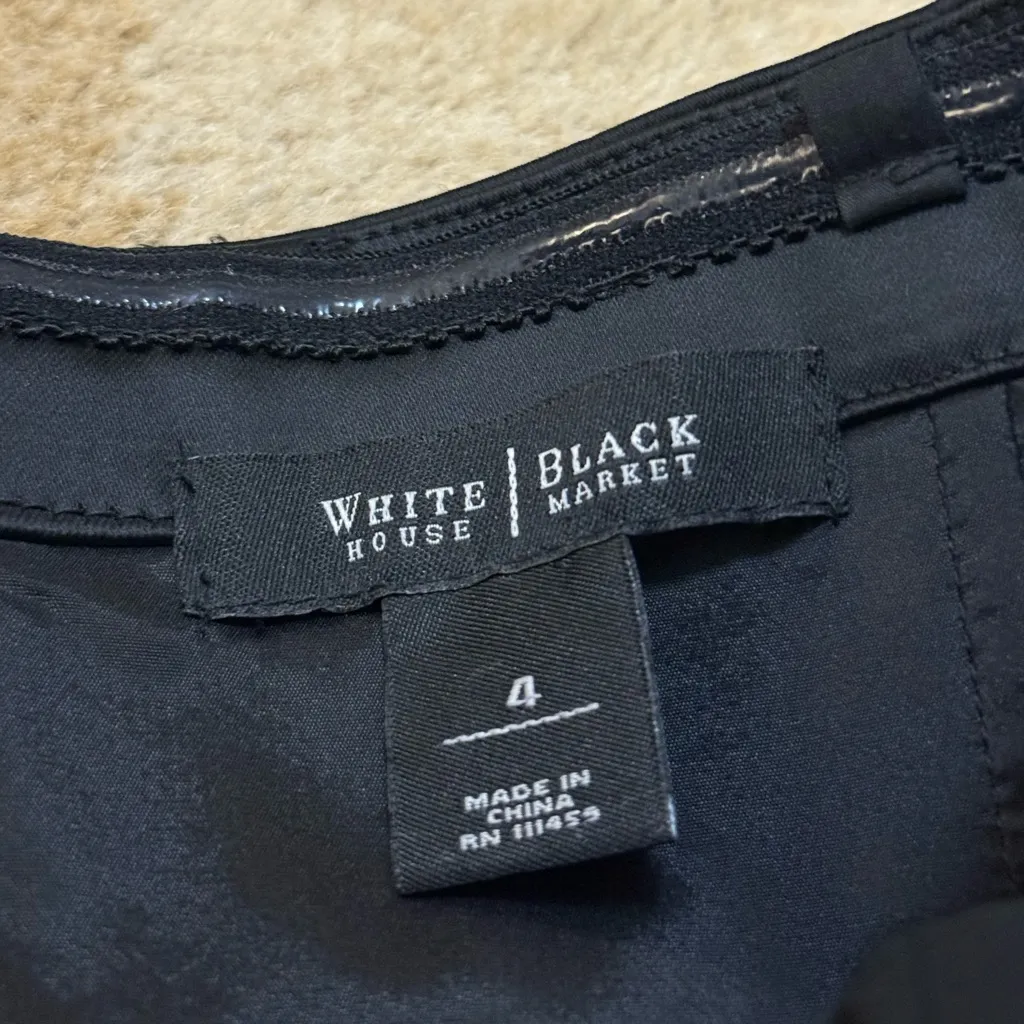 WHITE | BLACK
HOUSE MARKET
4
MADE IN
CHINA
RN 111459